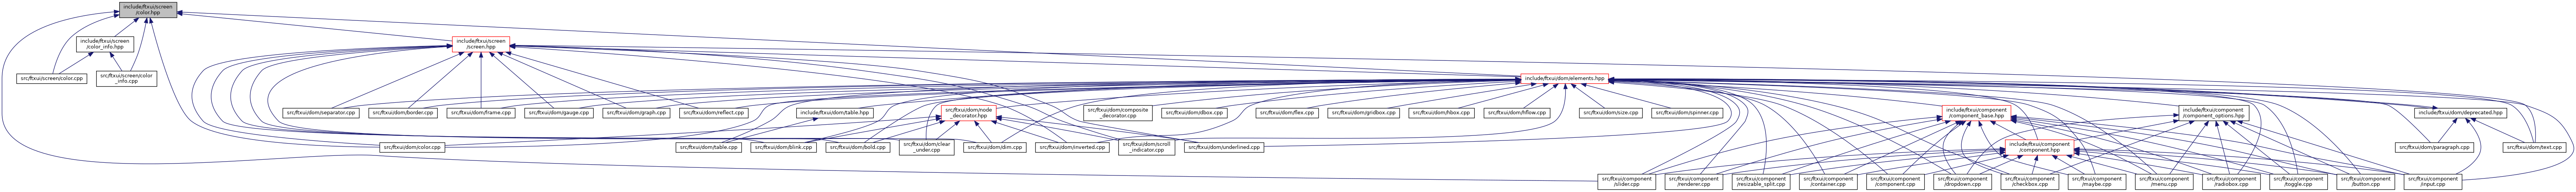 include/ftxui/screen
/color.hpp
include/ftxui/screen
/color_info.hpp
include/ftxui/screen
/screen.hpp
src/ftxui/screen/color.cpp
src/ftxui/screen/color
_info.cpp
include/ftxui/dom/elements.hpp
src/ftxui/dom/separator.cpp
src/ftxui/dom/border.cpp
src/ftxui/dom/frame.cpp
src/ftxui/dom/gauge.cpp
src/ftxui/dom/graph.cpp
src/ftxui/dom/reflect.cpp
include/ftxui/dom/table.hpp
src/ftxui/dom/node
_decorator.hpp
src/ftxui/dom/composite
_decorator.cpp
src/ftxui/dom/dbox.cpp
src/ftxui/dom/flex.cpp
src/ftxui/dom/gridbox.cpp
src/ftxui/dom/hbox.cpp
src/ftxui/dom/hflow.cpp
src/ftxui/dom/size.cpp
src/ftxui/dom/spinner.cpp
include/ftxui/component
/component_base.hpp
include/ftxui/component
/component_options.hpp
include/ftxui/dom/deprecated.hpp
src/ftxui/dom/color.cpp
src/ftxui/dom/table.cpp
src/ftxui/dom/blink.cpp
src/ftxui/dom/bold.cpp
src/ftxui/dom/clear
_under.cpp
src/ftxui/dom/dim.cpp
src/ftxui/dom/inverted.cpp
src/ftxui/dom/scroll
_indicator.cpp
src/ftxui/dom/underlined.cpp
include/ftxui/component
/component.hpp
src/ftxui/dom/paragraph.cpp
src/ftxui/dom/text.cpp
src/ftxui/component
/slider.cpp
src/ftxui/component
/renderer.cpp
src/ftxui/component
/resizable_split.cpp
src/ftxui/component
/container.cpp
src/ftxui/component
/component.cpp
src/ftxui/component
/dropdown.cpp
src/ftxui/component
/checkbox.cpp
src/ftxui/component
/maybe.cpp
src/ftxui/component
/menu.cpp
src/ftxui/component
/radiobox.cpp
src/ftxui/component
/toggle.cpp
src/ftxui/component
/button.cpp
src/ftxui/component
/input.cpp